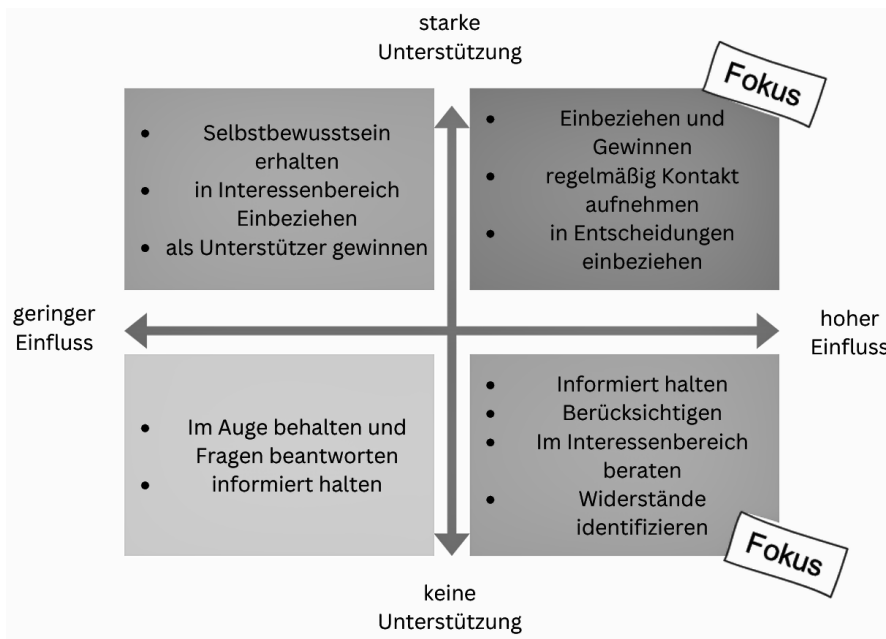 starke
Unterstützung
Fokus
• Selbstbewusstsein
erhalten
• in Interessenbereich
Einbeziehen
• als Unterstützer gewinnen
• Einbeziehen und
Gewinnen
• regelmäßig Kontakt
aufnehmen
• in Entscheidungen
einbeziehen
geringer
Einfluss
hoher
Einfluss
• Im Auge behalten und
Fragen beantworten
• informiert halten
• Informiert halten
• Berücksichtigen
• Im Interessenbereich
beraten
• Widerstände
identifizieren
Fokus
keine
Unterstützung